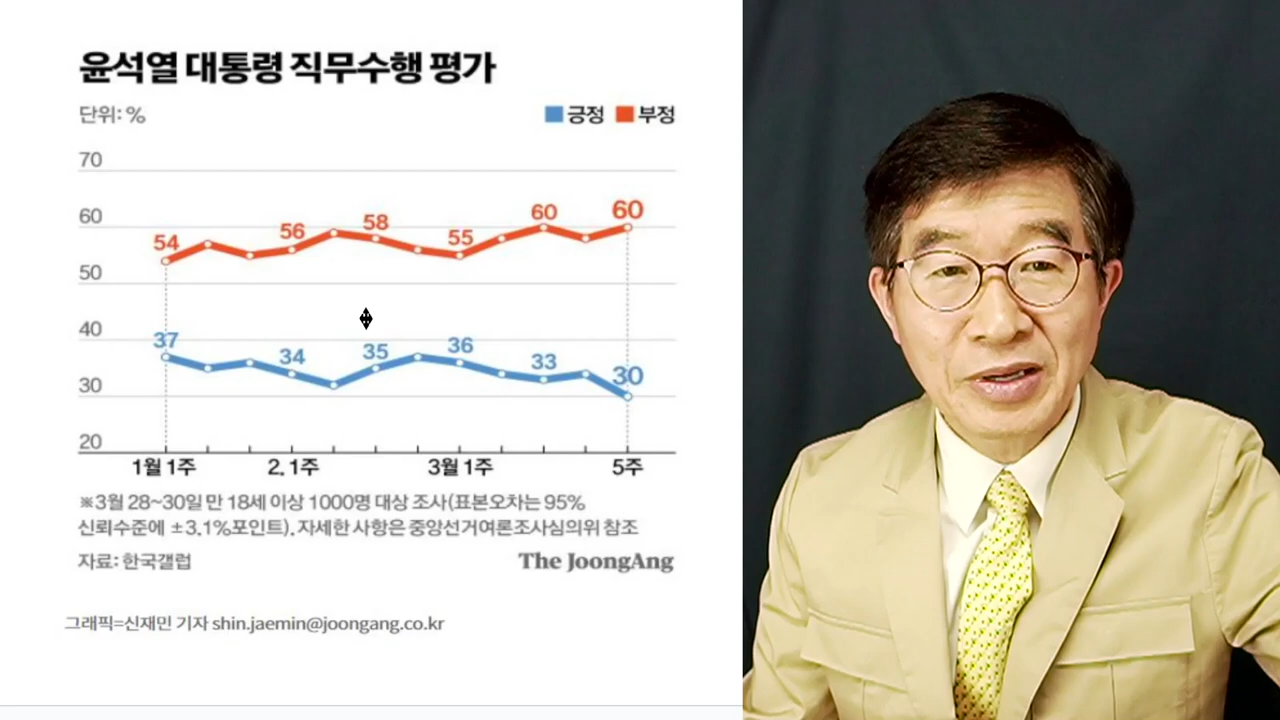 윤석열 대통령 직무수행 평가
단위: %
긍정 부정
70
60
50
40
30
20
54
56
58
55
60
60
37
34
35
36
33
30
1월 1주 2. 1주 3월 1주 5주
※3월 28~30일 만 18세 이상 1000명 대상 조사(표본오차는 95%
신뢰수준에 ±3.1%포인트). 자세한 사항은 중앙선거여론조사심의위 참조
자료: 한국갤럽 The JoongAng
그래픽=신재민 기자 shin.jaemin@joongang.co.kr